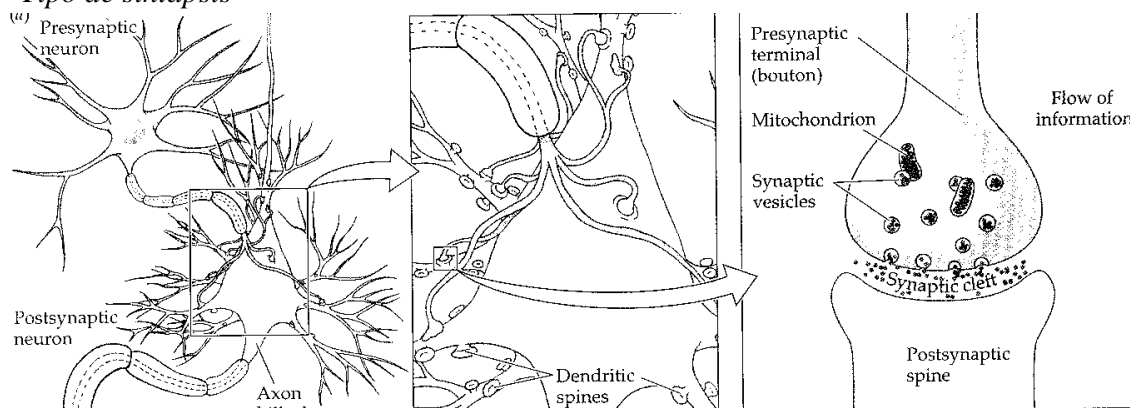 Tipo de sinapsis
(a)
Presynaptic
neuron
Postsynaptic
neuron
Axon
Dendritic
spines
Presynaptic
terminal
(bouton)
Mitochondrion
Synaptic
vesicles
Flow of
information
Synaptic cleft
Postsynaptic
spine